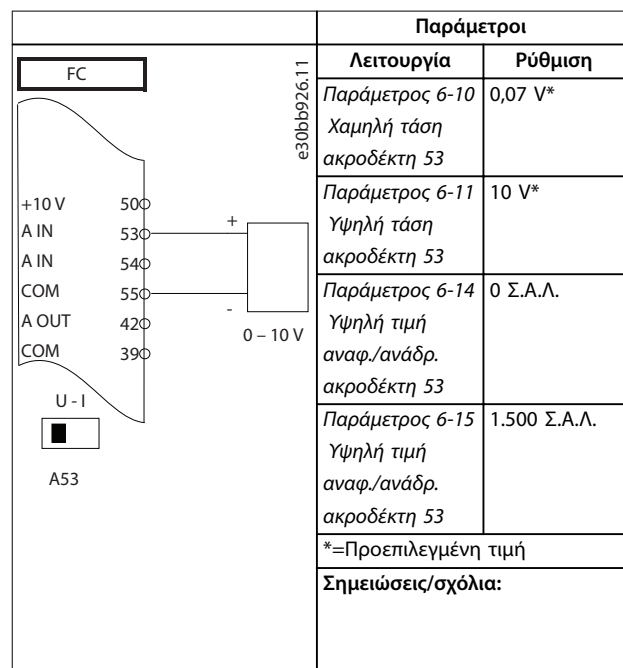 Παράμετροι
FC
e30bb926.11
Λειτουργία Ρύθμιση
Παράμετρος 6-10 0,07 V*
Χαμηλή τάση
ακροδέκτη 53
Παράμετρος 6-11 10 V*
Υψηλή τάση
ακροδέκτη 53
Παράμετρος 6-14 0 Σ.Α.Λ.
Υψηλή τιμή
αναφ./ανάδρ.
ακροδέκτη 53
Παράμετρος 6-15 1.500 Σ.Α.Λ.
Υψηλή τιμή
αναφ./ανάδρ.
ακροδέκτη 53
*=Προεπιλεγμένη τιμή
Σημειώσεις/σχόλια:
+10 V 50
A IN 53
A IN 54
COM 55
A OUT 42
COM 39
+
-
0 – 10 V
U - I
A53